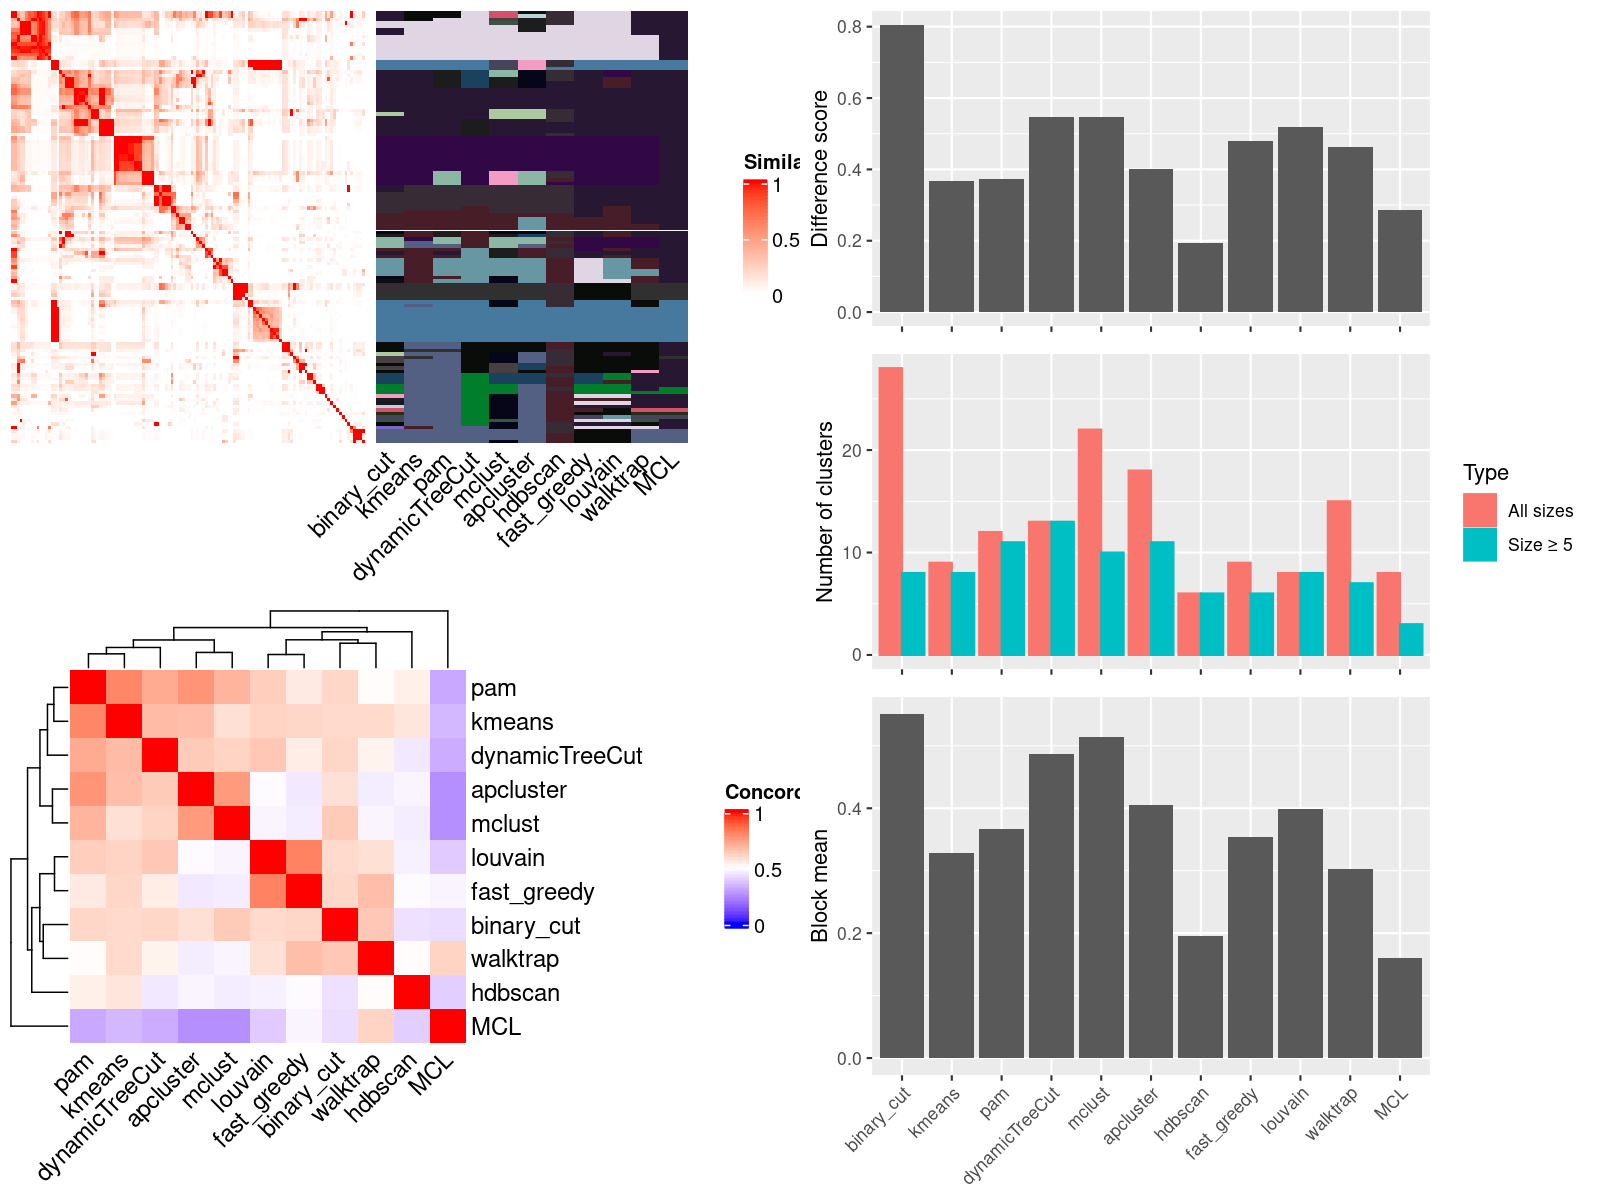 Simila
1
0.5
0
binary_cut
kmeans
pam
dynamicTreeCut
mclust
apcluster
hdbscan
fast_greedy
louvain
walktrap
MCL
pam
kmeans
dynamicTreeCut
apcluster
mclust
louvain
fast_greedy
binary_cut
walktrap
hdbscan
MCL
pam
kmeans
dynamicTreeCut
apcluster
mclust
louvain
fast_greedy
binary_cut
walktrap
hdbscan
MCL
Concorc
1
0.5
0
Difference score
0.8
0.6
0.4
0.2
0.0
Number of clusters
20
10
0
Type
All sizes
Size ≥ 5
Block mean
0.4
0.2
0.0
binary_cut
kmeans
pam
dynamicTreeCut
mclust
apcluster
hdbscan
fast_greedy
louvain
walktrap
MCL